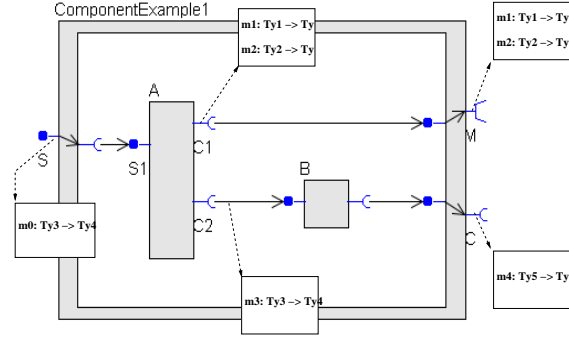 ComponentExample1
m1: Ty1 –> Ty
m2: Ty2 –> Ty
m1: Ty1 –> Ty
m2: Ty2 –> Ty
A
S
S1
C1
M
B
m0: Ty3 –> Ty4
C2
C
m3: Ty3 –> Ty4
m4: Ty5 –> Ty